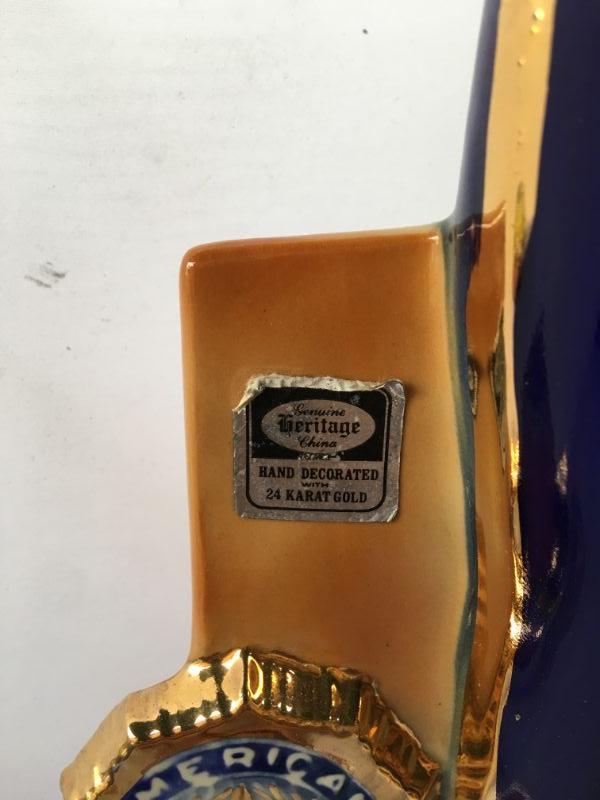 Genuine
Heritage
China
HAND DECORATED
WITH
24 KARAT GOLD
MERICA